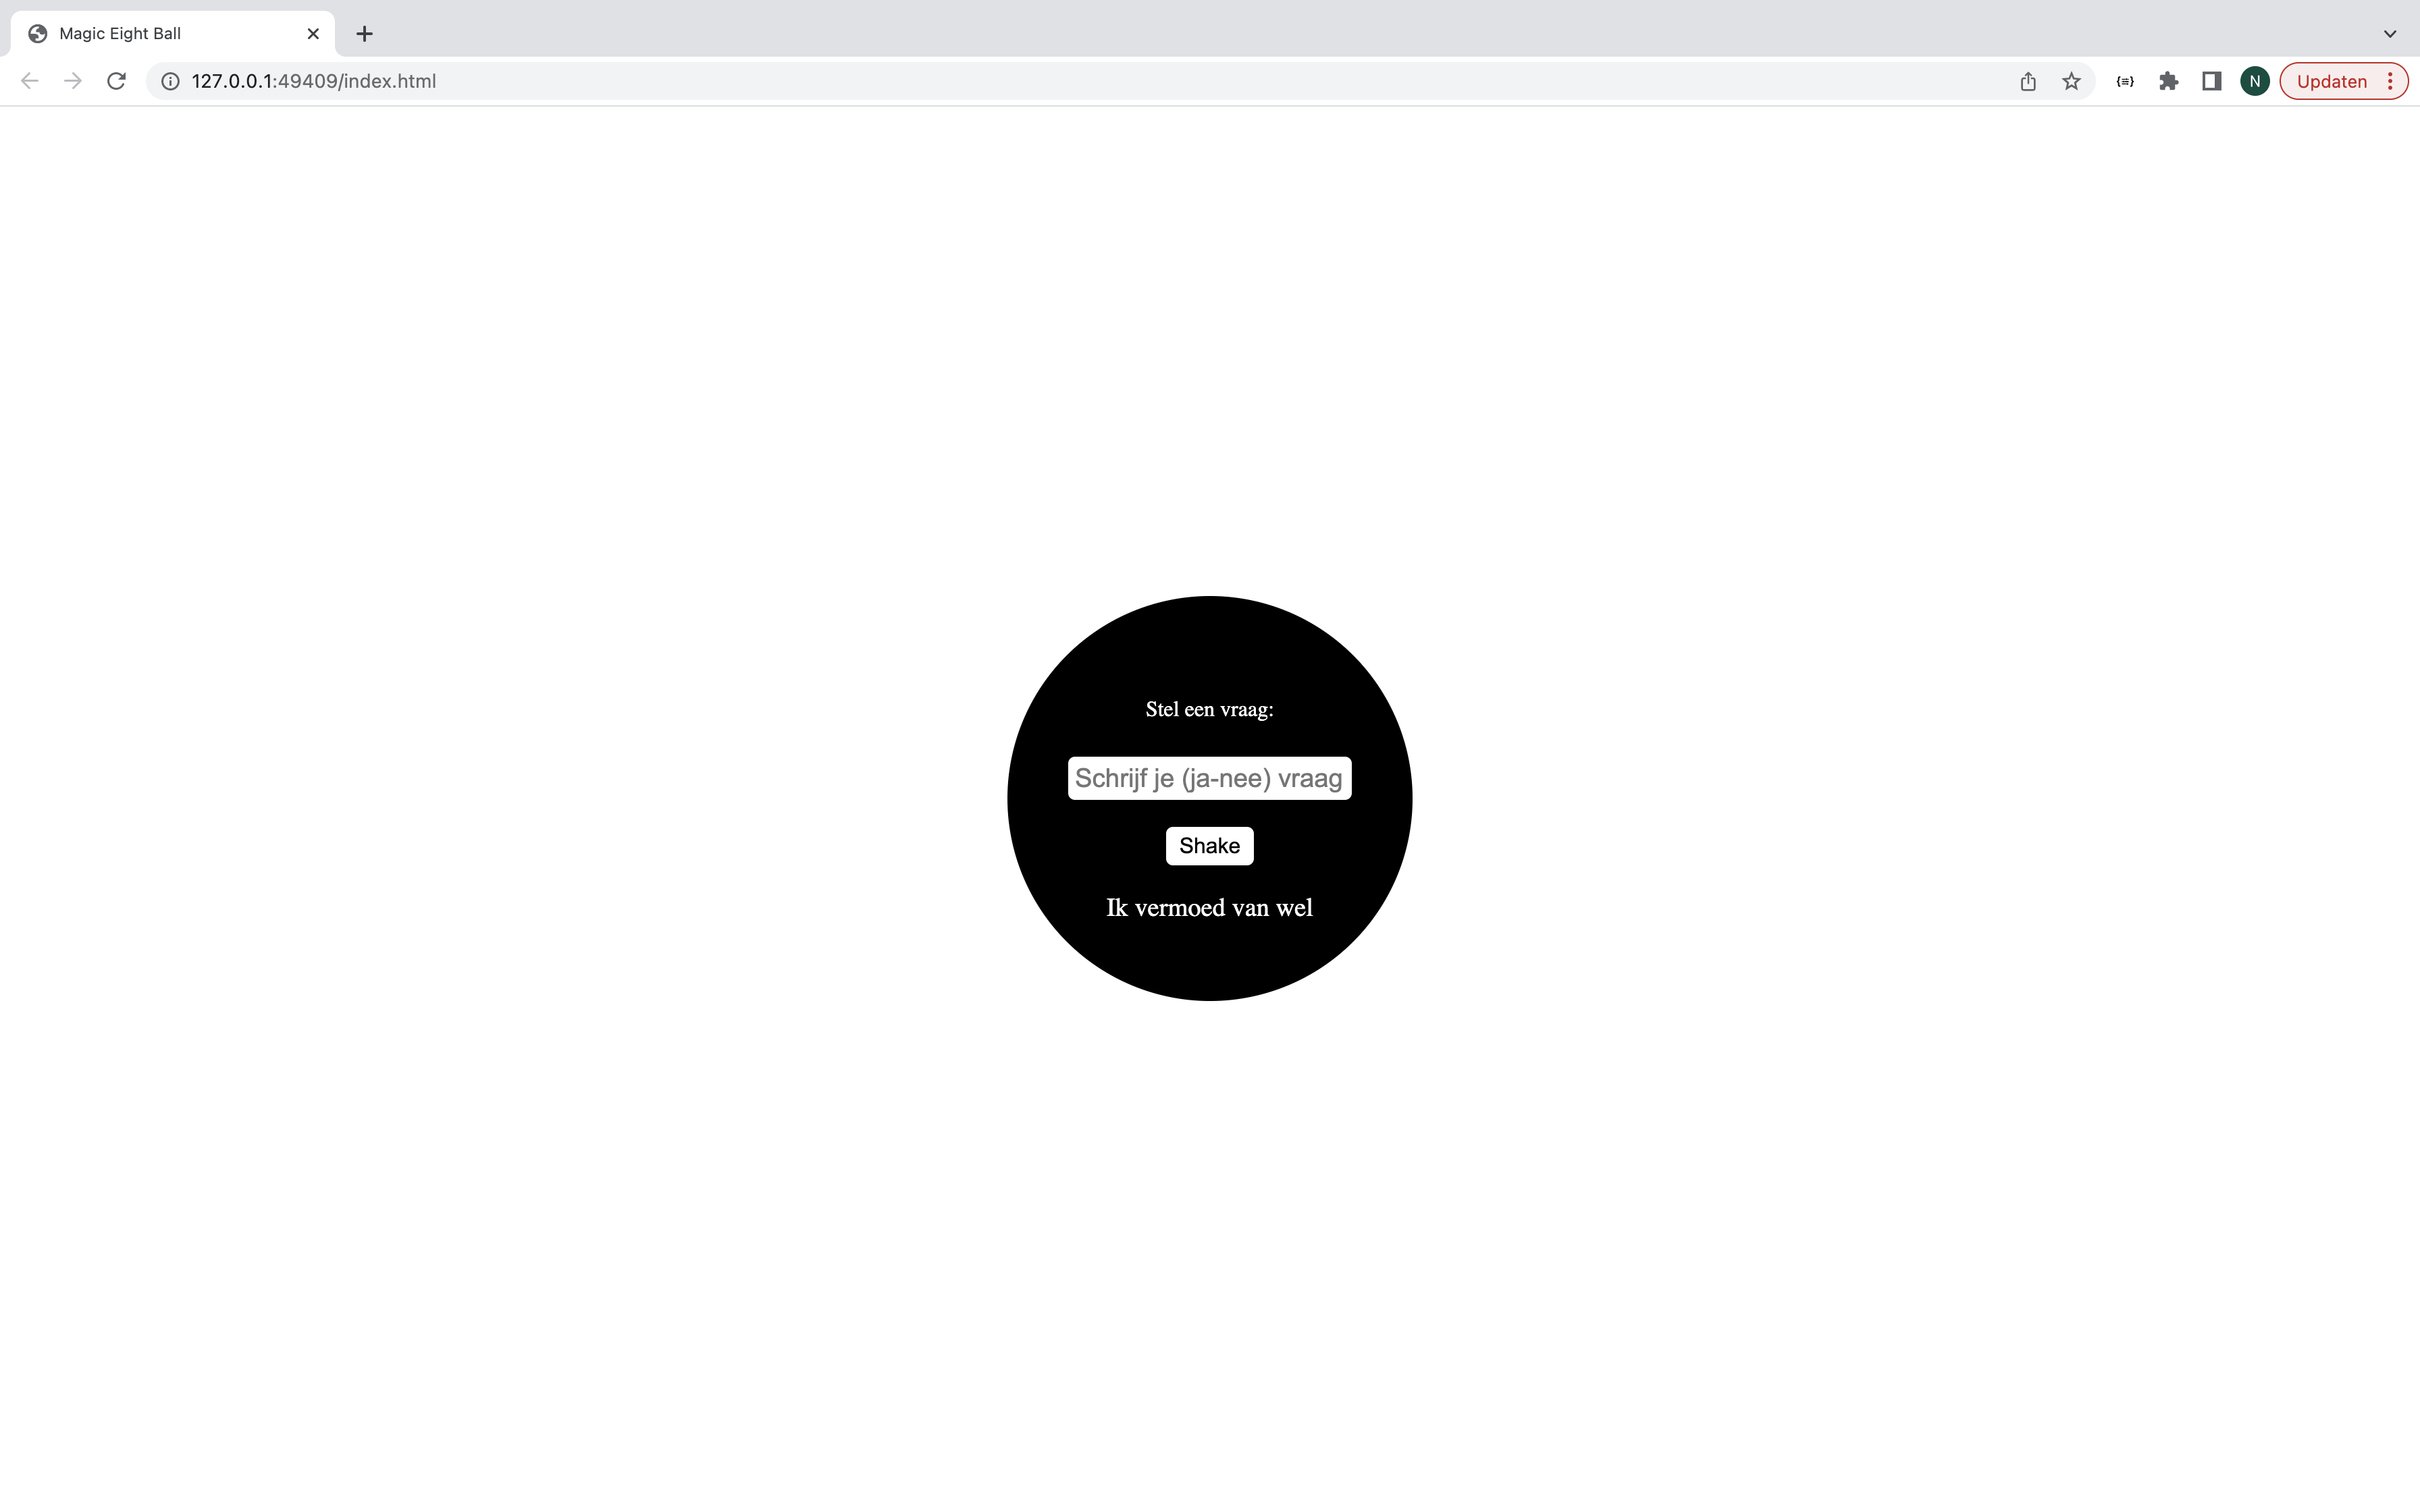 Magic Eight Ball
127.0.0.1:49409/index.html
N
Updaten
Stel een vraag:
Schrijf je (ja-nee) vraag
Shake
Ik vermoed van wel